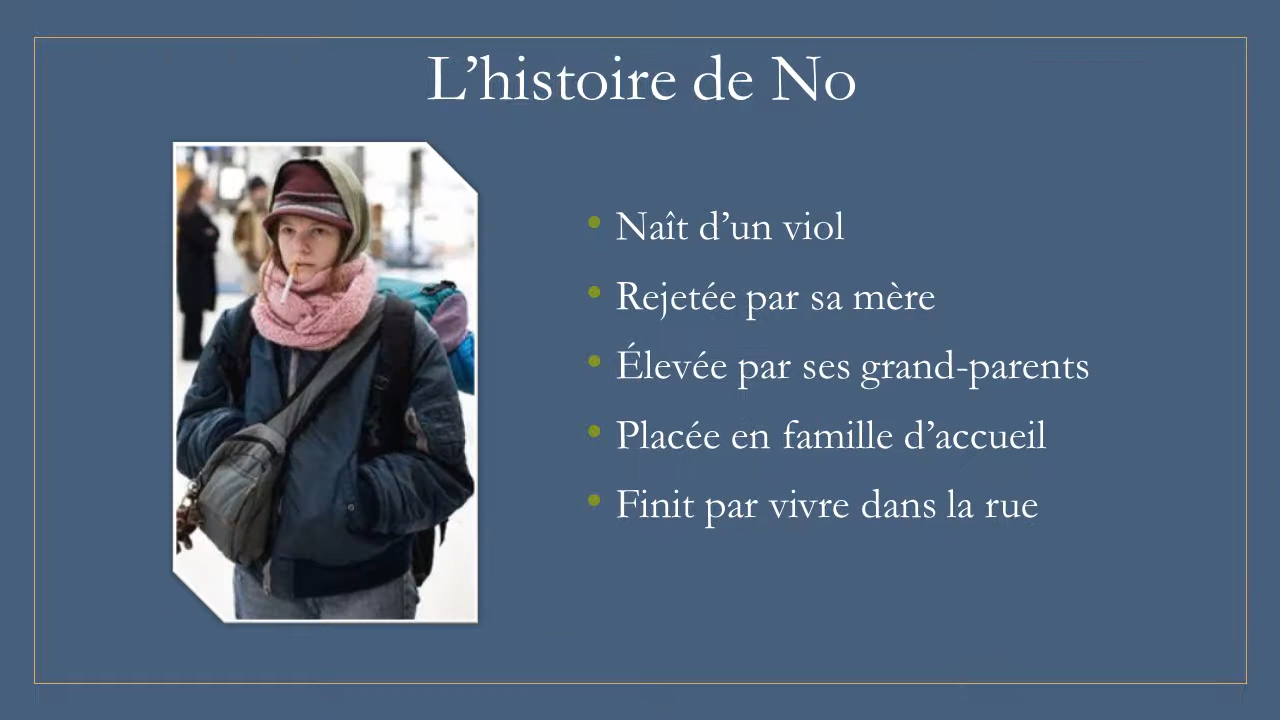 L’histoire de No
• Naît d’un viol
• Rejetée par sa mère
• Élevée par ses grand-parents
• Placée en famille d’accueil
• Finit par vivre dans la rue